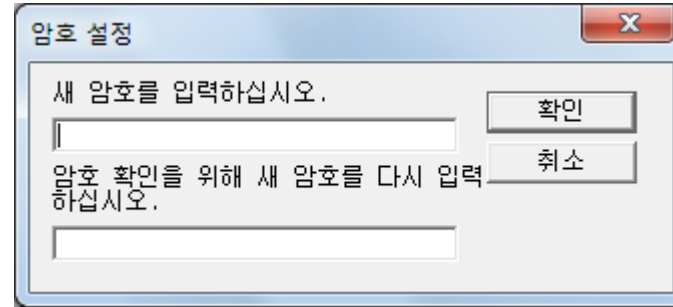 암호 설정
새 암호를 입력하십시오.
확인
취소
암호 확인을 위해 새 암호를 다시 입력
하십시오.